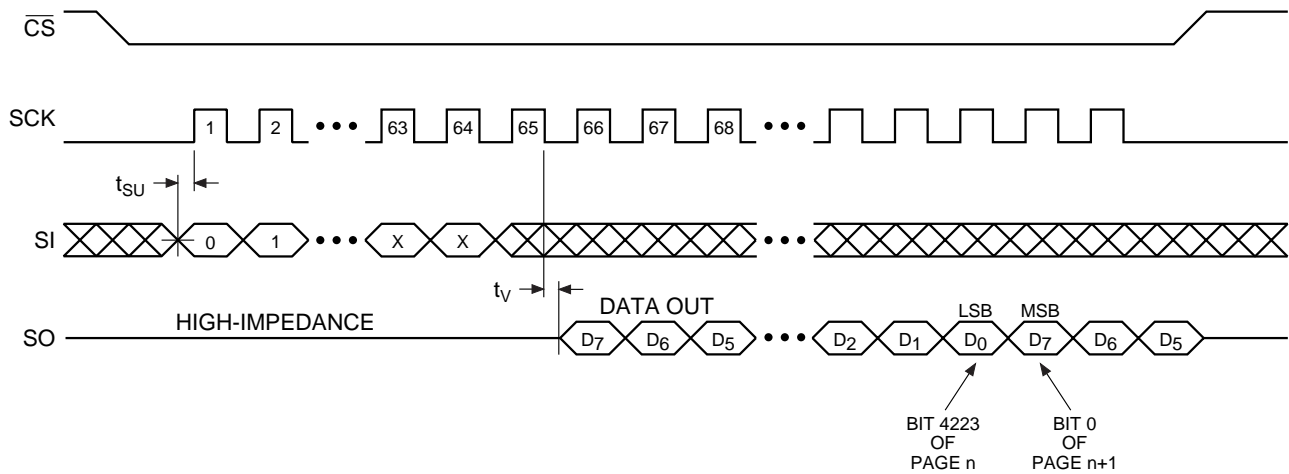 CS
SCK 1 2 ••• 63 64 65 66 67 68 •••
tSU
SI 0 1 ••• X X •••
tV
DATA OUT
LSB MSB
HIGH-IMPEDANCE
SO D7 D6 D5 ••• D2 D1 D0 D7 D6 D5
BIT 4223
OF
PAGE n
BIT 0
OF
PAGE n+1